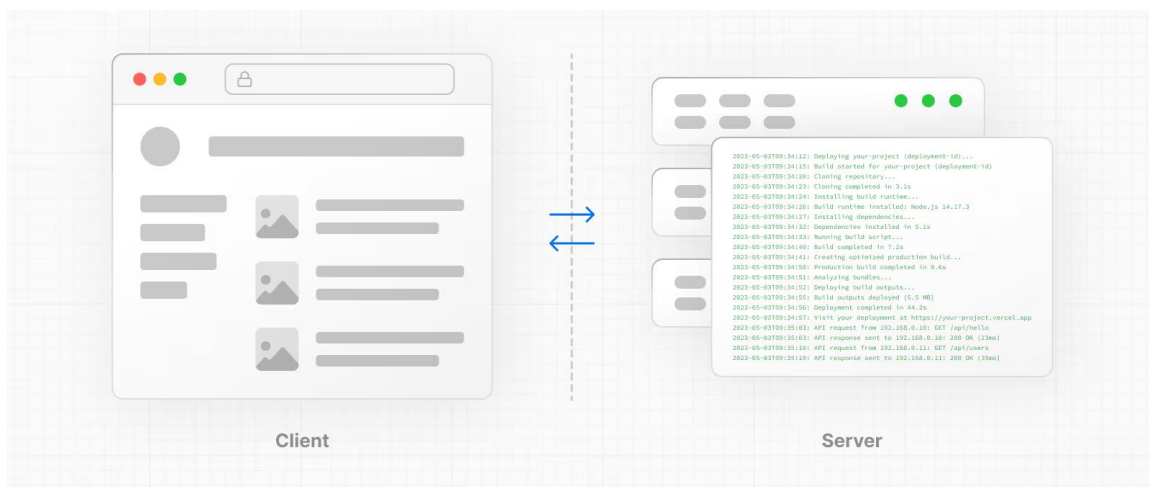 2023-05-03T09:34:12: Deploying your-project (deployment-id)...
2023-05-03T09:34:15: Build started for your-project (deployment-id)
2023-05-03T09:34:20: Cloning repository...
2023-05-03T09:34:23: Cloning completed in 3.1s
2023-05-03T09:34:24: Installing build runtime...
2023-05-03T09:34:26: Build runtime installed: Node.js 14.17.3
2023-05-03T09:34:27: Installing dependencies...
2023-05-03T09:34:32: Dependencies installed in 5.1s
2023-05-03T09:34:33: Running build script...
2023-05-03T09:34:40: Build completed in 7.2s
2023-05-03T09:34:41: Creating optimized production build...
2023-05-03T09:34:50: Production build completed in 9.6s
2023-05-03T09:34:51: Analyzing bundles...
2023-05-03T09:34:52: Deploying build outputs...
2023-05-03T09:34:55: Build outputs deployed (5.5 MB)
2023-05-03T09:34:56: Deployment completed in 44.2s
2023-05-03T09:34:57: Visit your deployment at https://your-project.vercel.app
2023-05-03T09:35:03: API request from 192.168.0.10: GET /api/hello
2023-05-03T09:35:03: API response sent to 192.168.0.10: 200 OK (23ms)
2023-05-03T09:35:10: API request from 192.168.0.11: GET /api/users
2023-05-03T09:35:10: API response sent to 192.168.0.11: 200 OK (35ms)
Client
Server